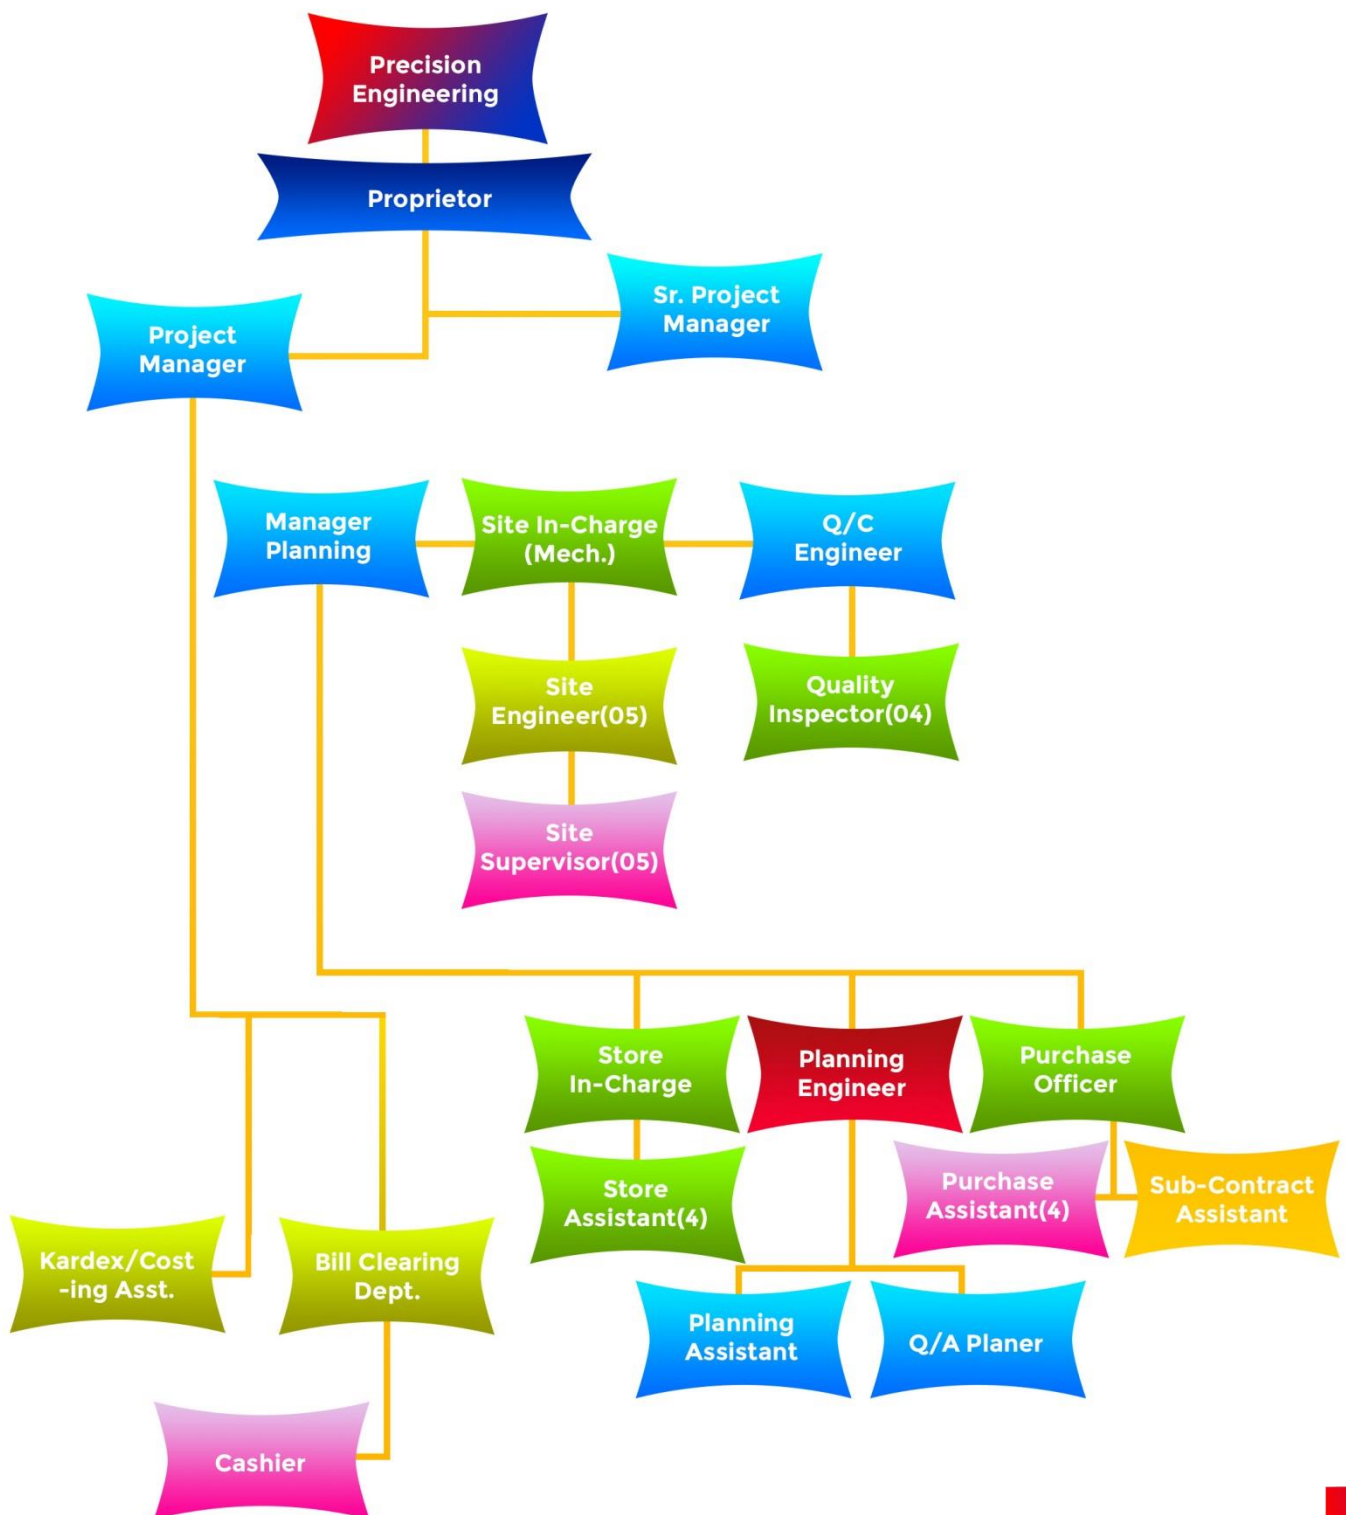 Precision
Engineering
Proprietor
Sr. Project
Manager
Project
Manager
Manager
Planning
Site In-Charge
(Mech.)
Q/C
Engineer
Site
Engineer(05)
Quality
Inspector(04)
Site
Supervisor(05)
Store
In-Charge
Planning
Engineer
Purchase
Officer
Store
Assistant(4)
Purchase
Assistant(4)
Sub-Contract
Assistant
Kardex/Cost
-ing Asst.
Bill Clearing
Dept.
Planning
Assistant
Q/A Planer
Cashier